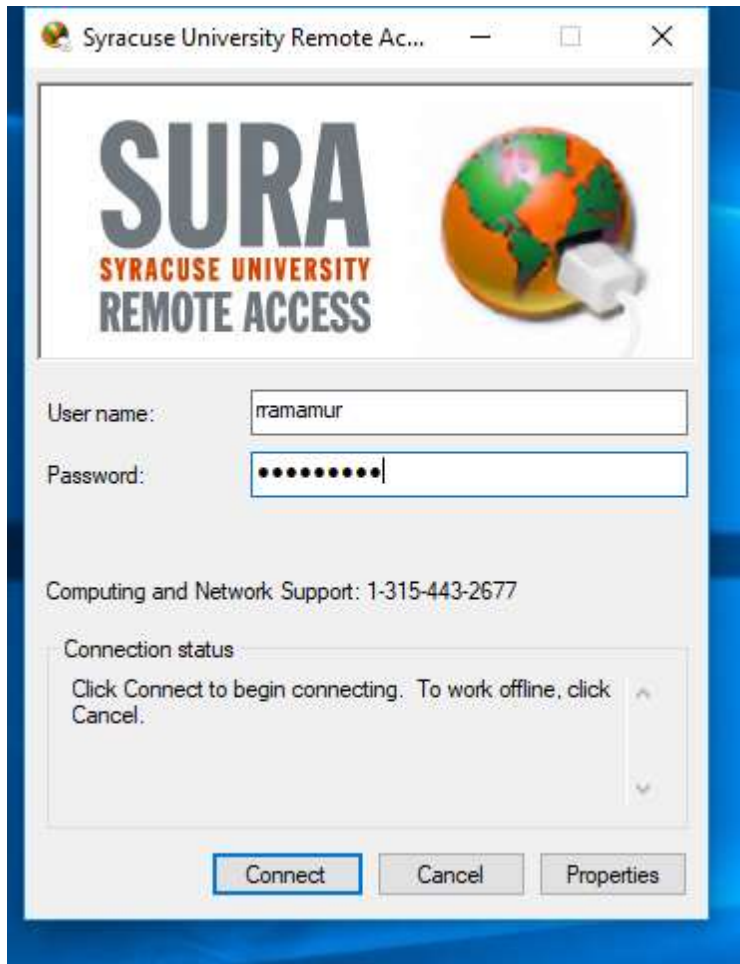 Syracuse University Remote Ac...
SURA
SYRACUSE UNIVERSITY
REMOTE ACCESS
User name:
rramamur
Password:
●●●●●●●●●
Computing and Network Support: 1-315-443-2677
Connection status
Click Connect to begin connecting. To work offline, click
Cancel.
Connect Cancel Properties